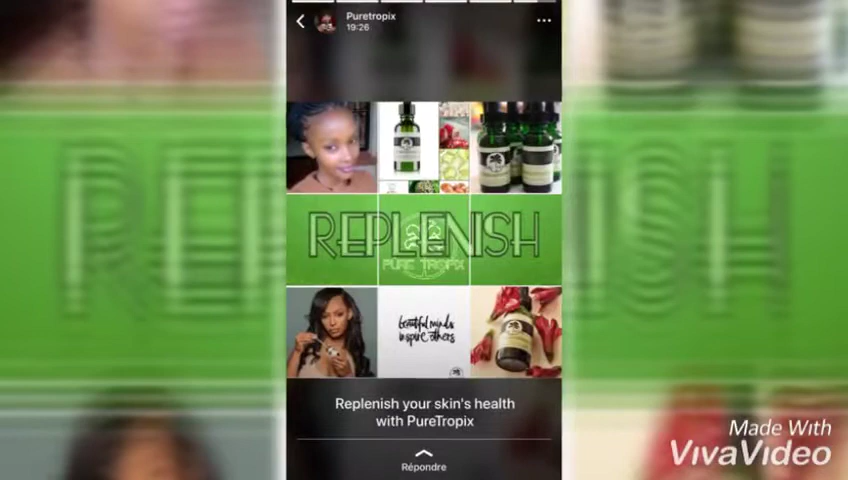 Puretropix
19:26
REPLENISH
PURE TROPIX
beautiful minds
inspire others
Replenish your skin's health
with PureTropix
Répondre
Made With
VivaVideo